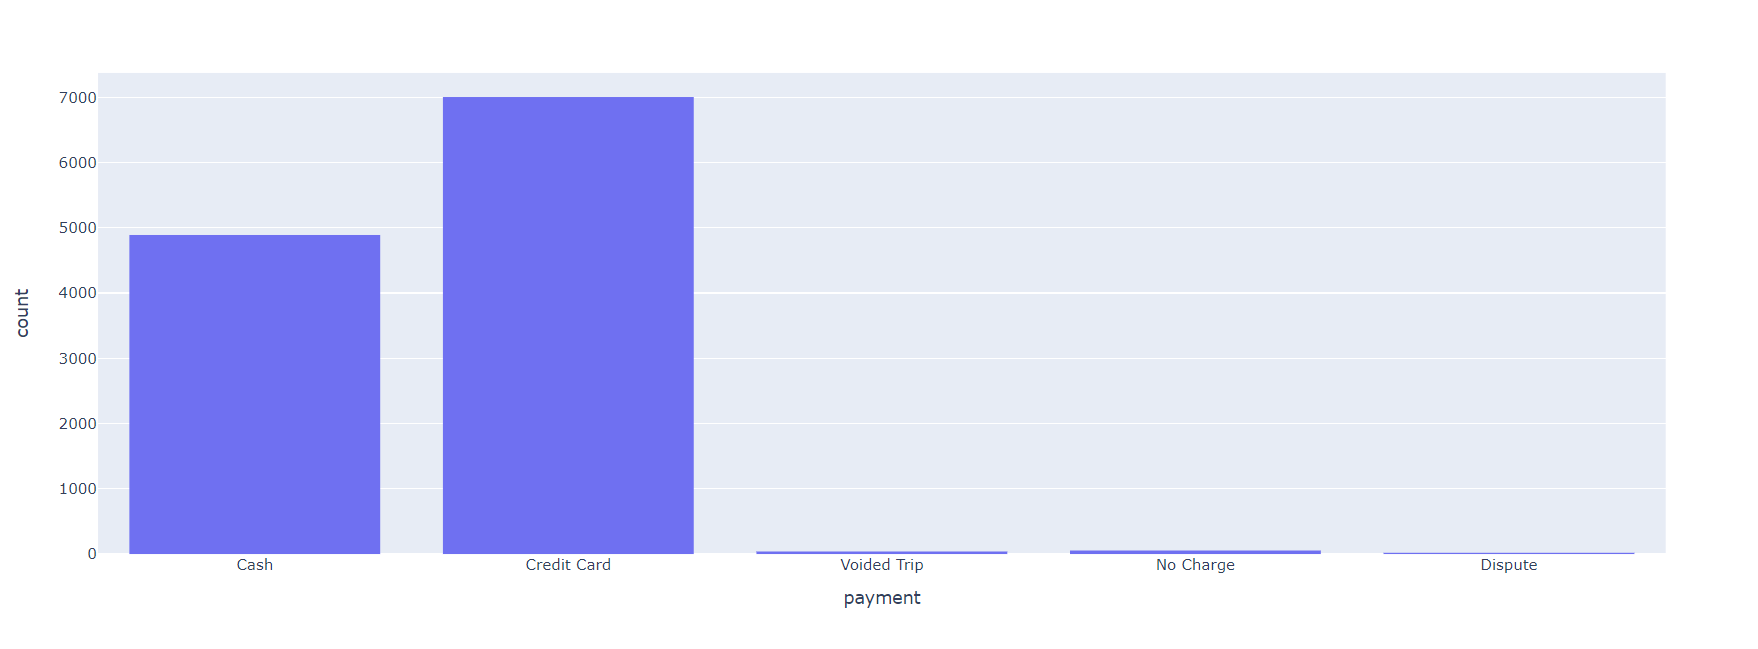 7000
6000
5000
4000
3000
2000
1000
0
count
Cash
Credit Card
Voided Trip
No Charge
Dispute
payment